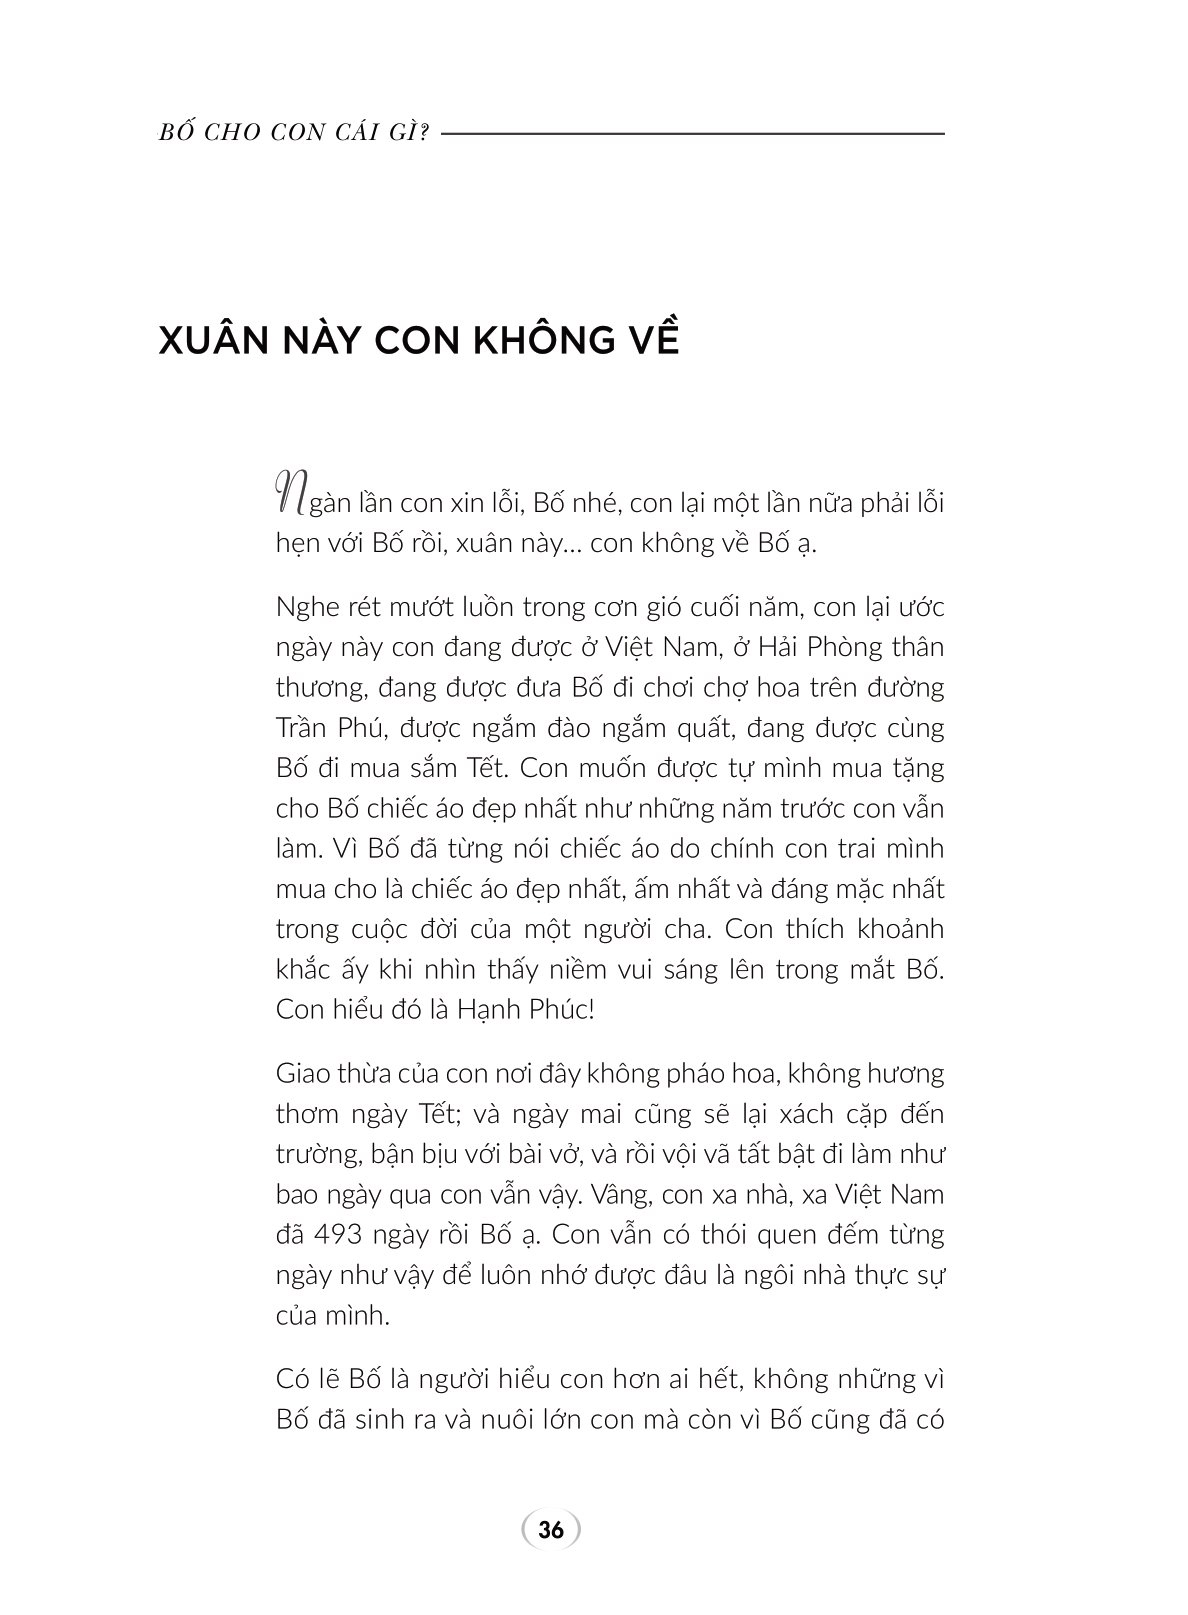 BỐ CHO CON CÁI GÌ?
XUÂN NÀY CON KHÔNG VỀ
Ngàn lần con xin lỗi, Bố nhé, con lại một lần nữa phải lỗi
hẹn với Bố rồi, xuân này... con không về Bố ạ.
Nghe rét mướt luồn trong cơn gió cuối năm, con lại ước
ngày này con đang được ở Việt Nam, ở Hải Phòng thân
thương, đang được đưa Bố đi chơi chợ hoa trên đường
Trần Phú, được ngắm đào ngắm quất, đang được cùng
Bố đi mua sắm Tết. Con muốn được tự mình mua tặng
cho Bố chiếc áo đẹp nhất như những năm trước con vẫn
làm. Vì Bố đã từng nói chiếc áo do chính con trai mình
mua cho là chiếc áo đẹp nhất, ấm nhất và đáng mặc nhất
trong cuộc đời của một người cha. Con thích khoảnh
khắc ấy khi nhìn thấy niềm vui sáng lên trong mắt Bố.
Con hiểu đó là Hạnh Phúc!
Giao thừa của con nơi đây không pháo hoa, không hương
thơm ngày Tết; và ngày mai cũng sẽ lại xách cặp đến
trường, bận bịu với bài vở, và rồi vội vã tất bật đi làm như
bao ngày qua con vẫn vậy. Vâng, con xa nhà, xa Việt Nam
đã 493 ngày rồi Bố ạ. Con vẫn có thói quen đếm từng
ngày như vậy để luôn nhớ được đâu là ngôi nhà thực sự
của mình.
Có lẽ Bố là người hiểu con hơn ai hết, không những vì
Bố đã sinh ra và nuôi lớn con mà còn vì Bố cũng đã có
36